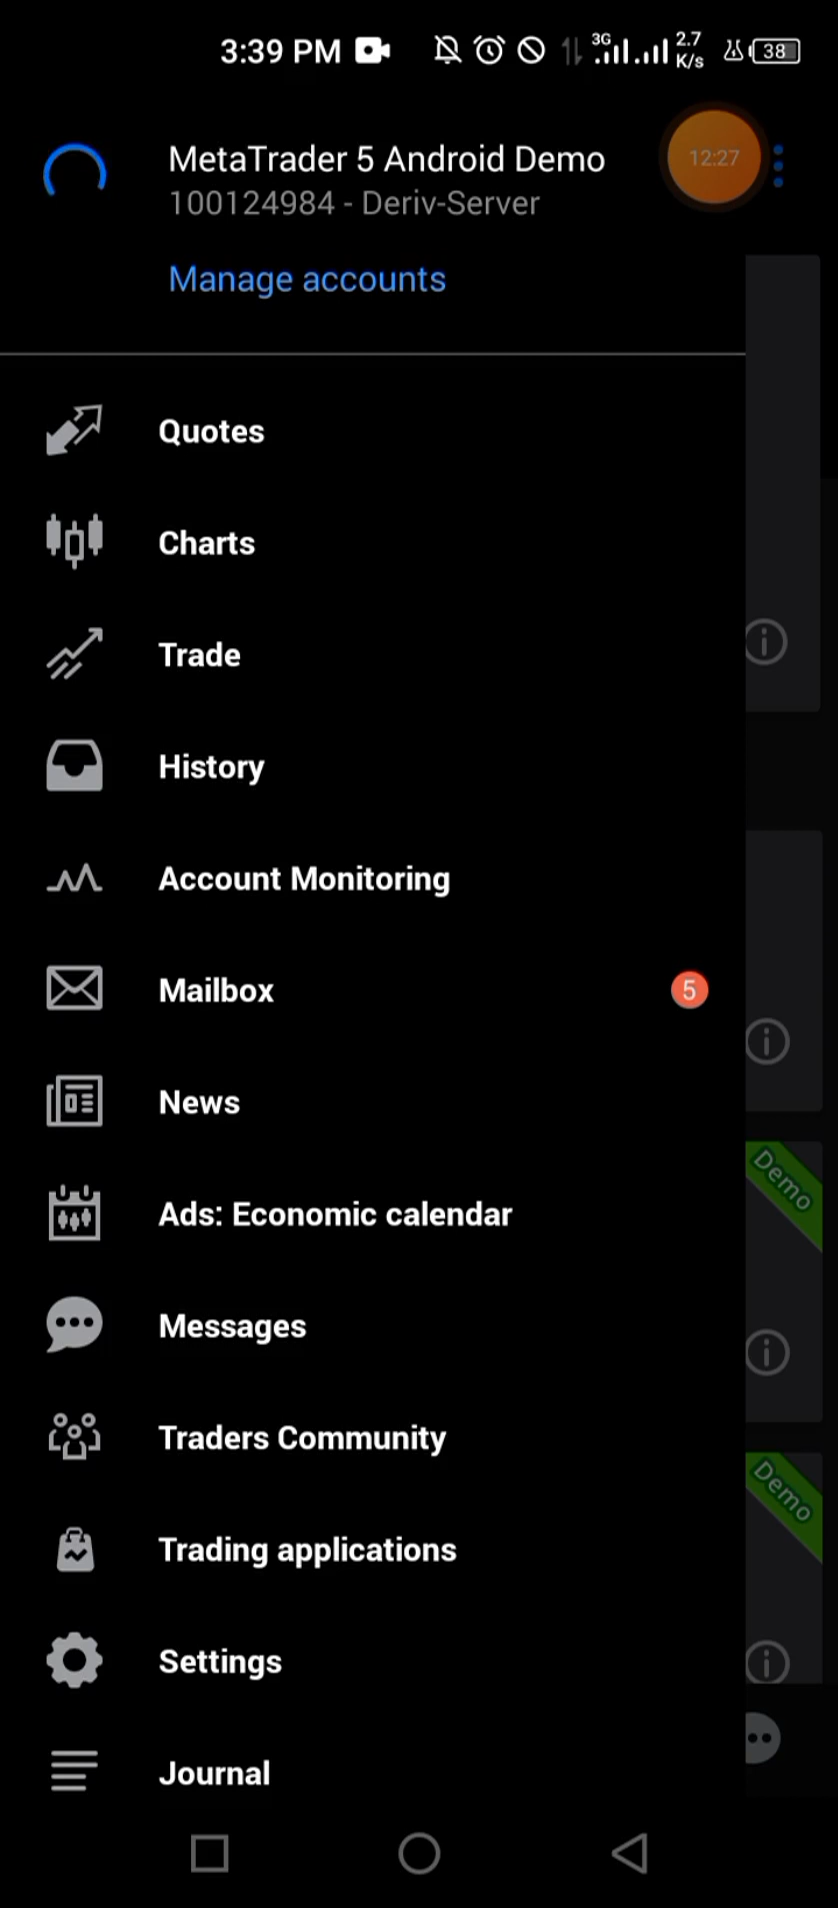 3:39 PM 3G 2.7 K/s 38
MetaTrader 5 Android Demo
12:27
100124984 - Deriv-Server
Manage accounts
Quotes
Charts
Trade
History
Account Monitoring
Mailbox 5
News
Ads: Economic calendar
Demo
Messages
Traders Community
Demo
Trading applications
Settings
Journal